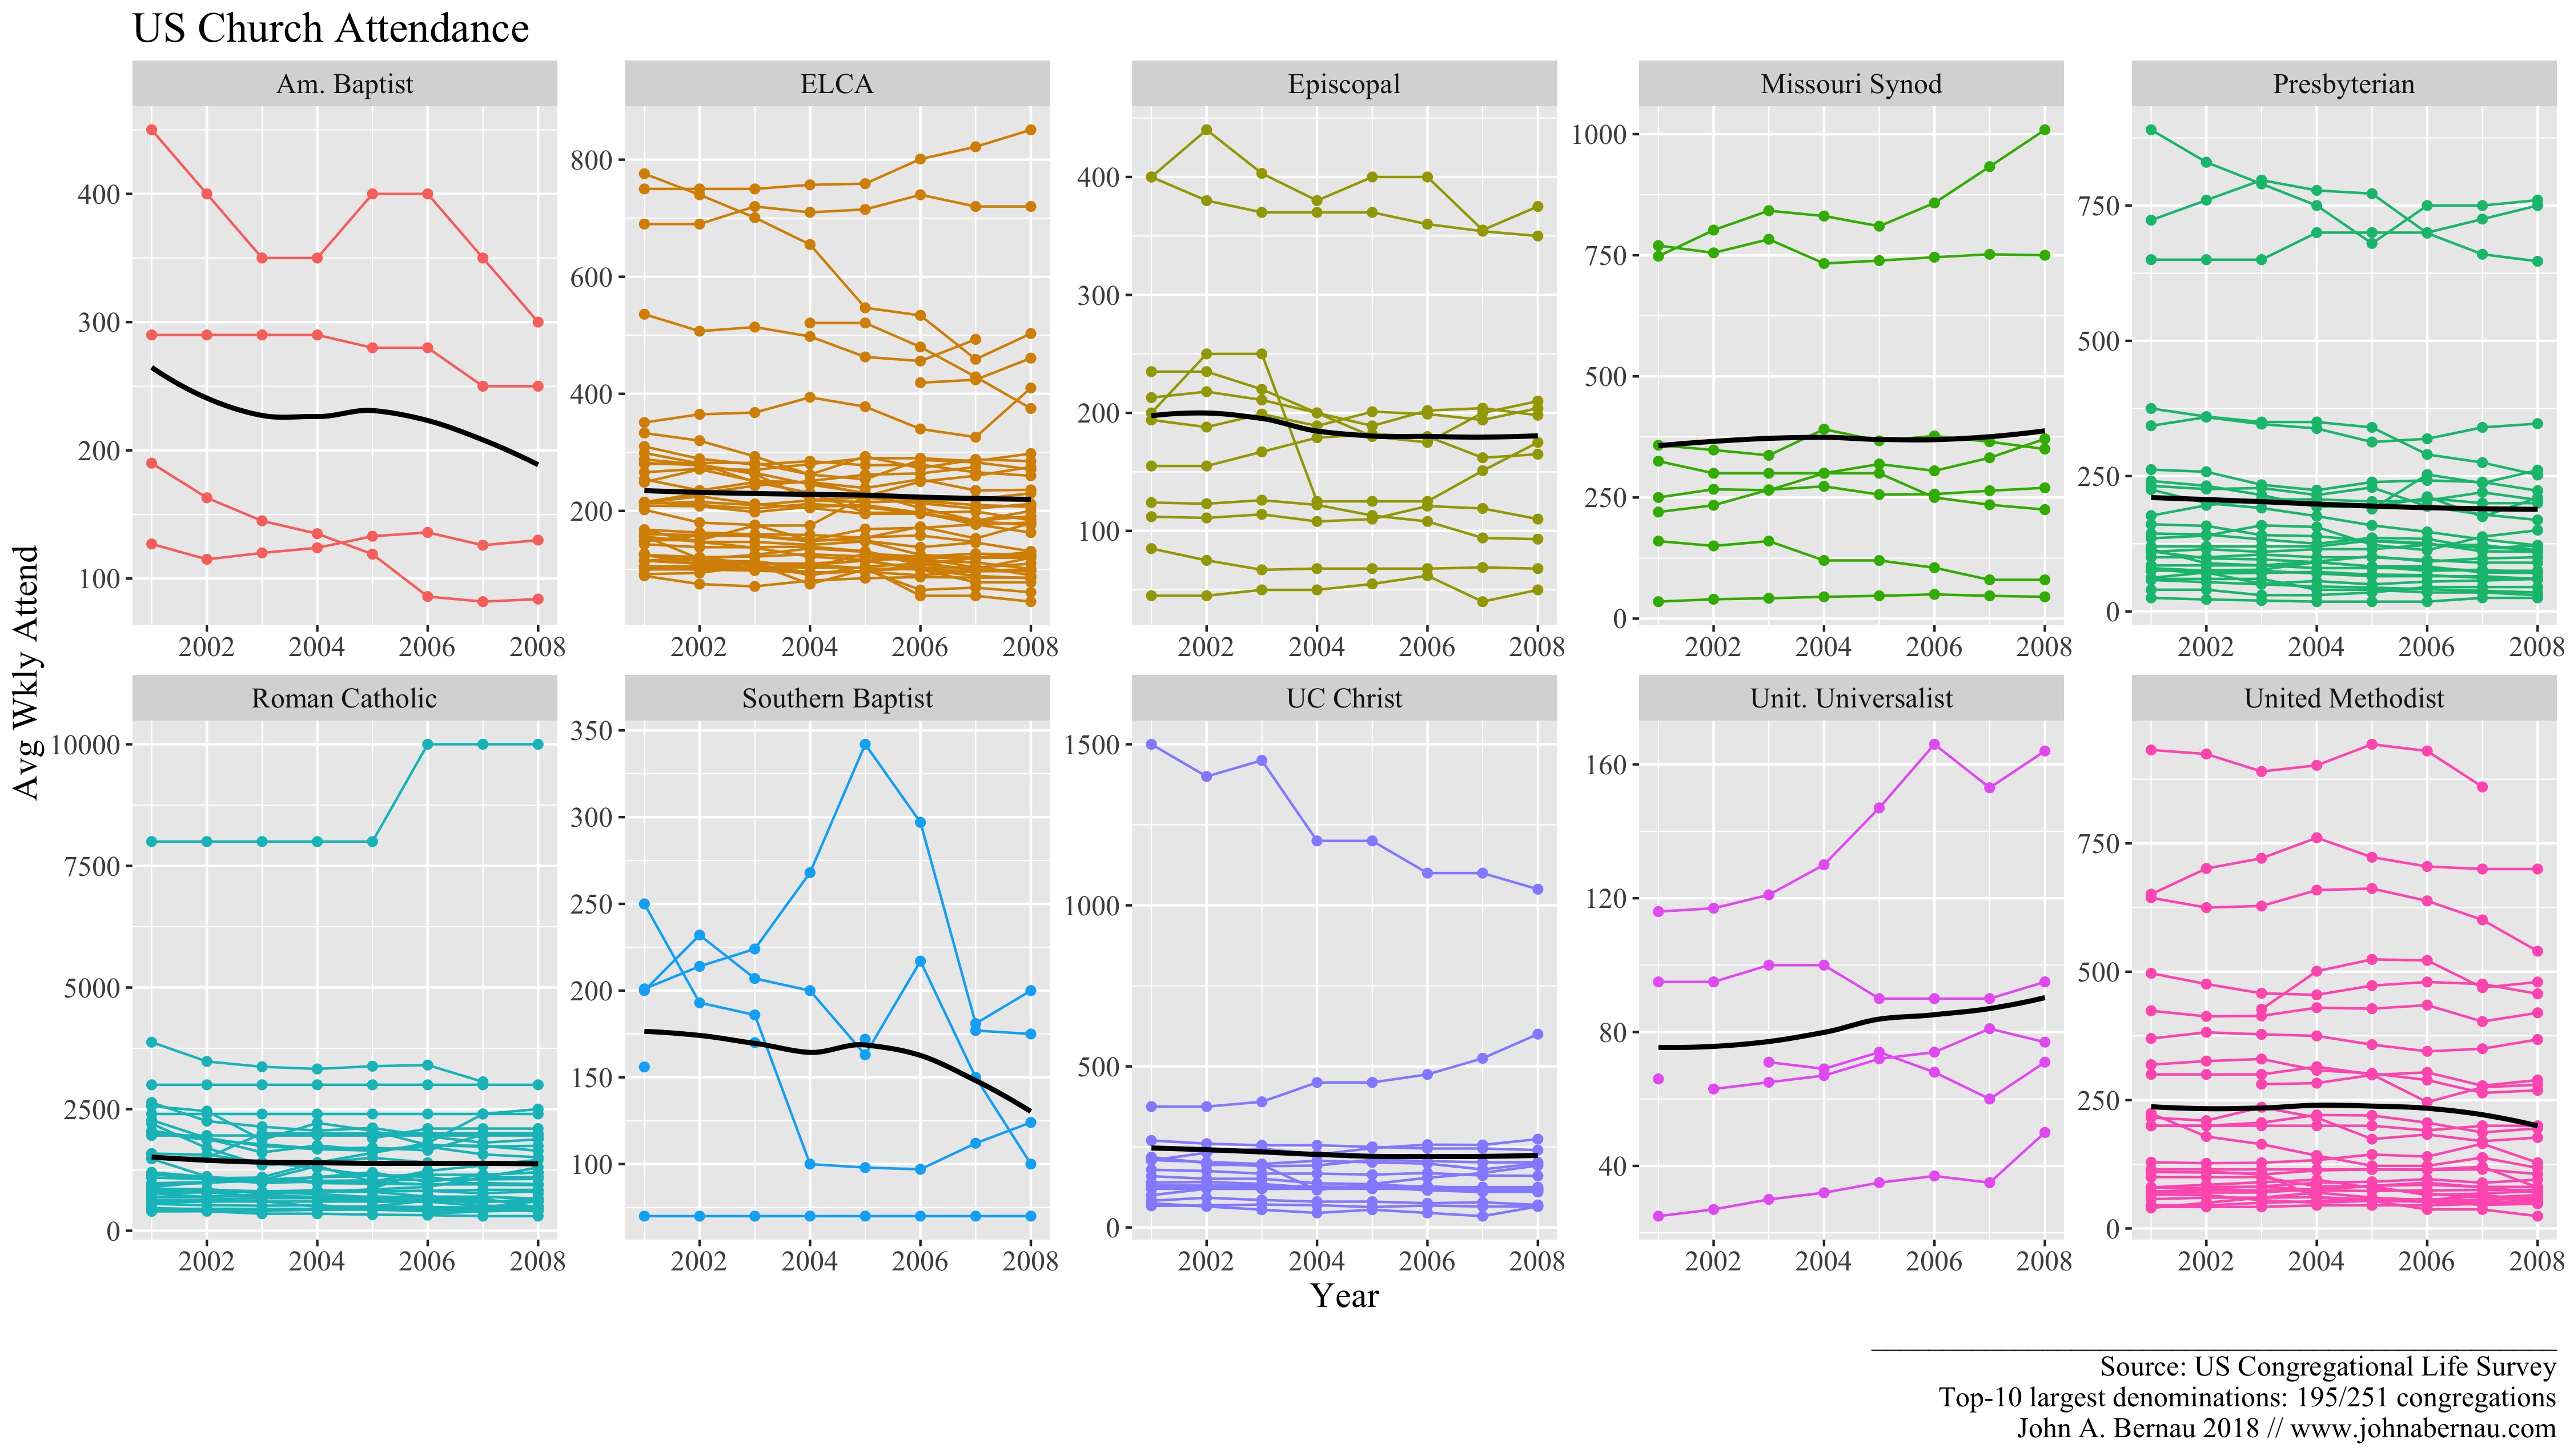 US Church Attendance
Am. Baptist
ELCA
Episcopal
Missouri Synod
Presbyterian
400
300
200
100
800
600
400
200
400
300
200
100
1000
750
500
250
0
750
500
250
0
2002 2004 2006 2008
2002 2004 2006 2008
2002 2004 2006 2008
2002 2004 2006 2008
2002 2004 2006 2008
Avg Wkly Attend
Roman Catholic
Southern Baptist
UC Christ
Unit. Universalist
United Methodist
10000
7500
5000
2500
0
350
300
250
200
150
100
1500
1000
500
0
160
120
80
40
750
500
250
0
2002 2004 2006 2008
2002 2004 2006 2008
2002 2004 2006 2008
2002 2004 2006 2008
2002 2004 2006 2008
Year
Source: US Congregational Life Survey
Top-10 largest denominations: 195/251 congregations
John A. Bernau 2018 // www.johnabernau.com